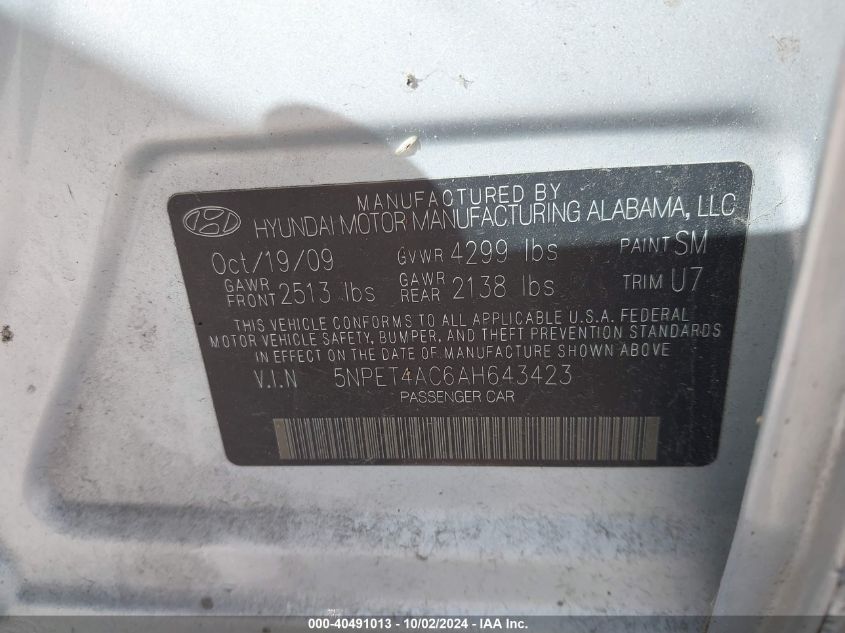 MANUFACTURED BY
HYUNDAI MOTOR MANUFACTURING ALABAMA, LLC
Oct/19/09 GVWR 4299 lbs PAINT SM
GAWR FRONT 2513 lbs GAWR REAR 2138 lbs TRIM U7
THIS VEHICLE CONFORMS TO ALL APPLICABLE U.S.A. FEDERAL
MOTOR VEHICLE SAFETY, BUMPER, AND THEFT PREVENTION STANDARDS
IN EFFECT ON THE DATE OF MANUFACTURE SHOWN ABOVE
V.I.N 5NPET4AC6AH643423
PASSENGER CAR
000-40491013 - 10/02/2024 - © IAA Inc.